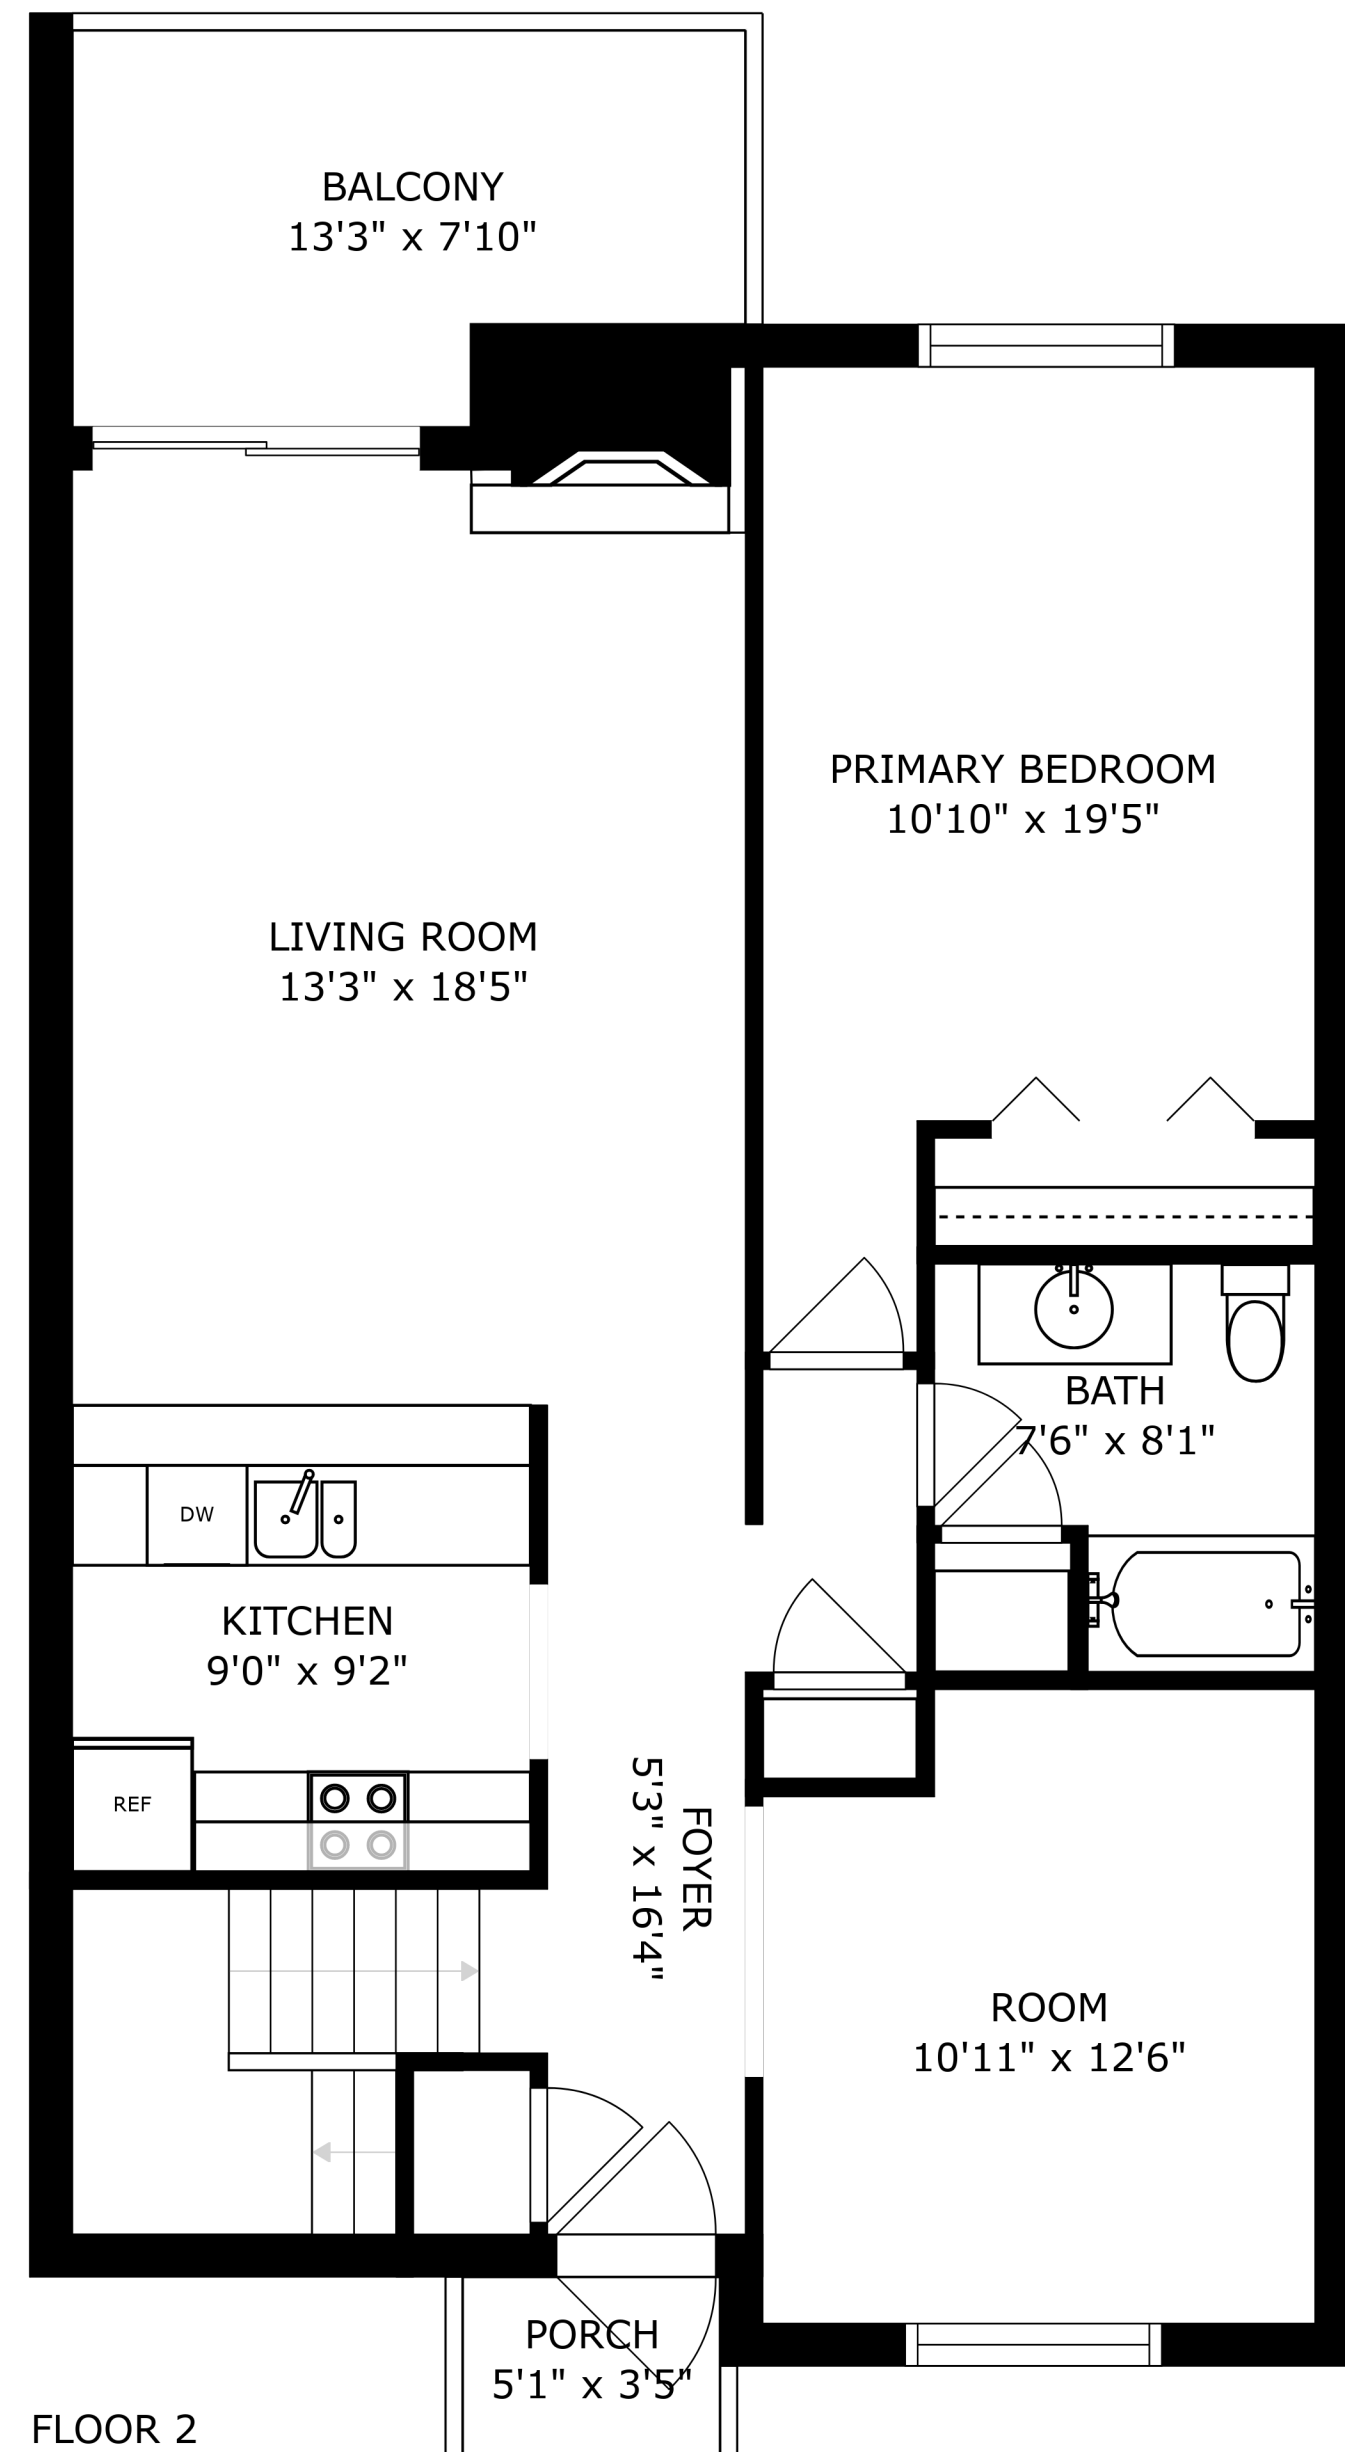 BALCONY
13'3" x 7'10"
PRIMARY BEDROOM
10'10" x 19'5"
LIVING ROOM
13'3" x 18'5"
BATH
7'6" x 8'1"
DW
KITCHEN
9'0" x 9'2"
REF
FOYER
5'3" x 16'4"
ROOM
10'11" x 12'6"
PORCH
5'1" x 3'5"
FLOOR 2